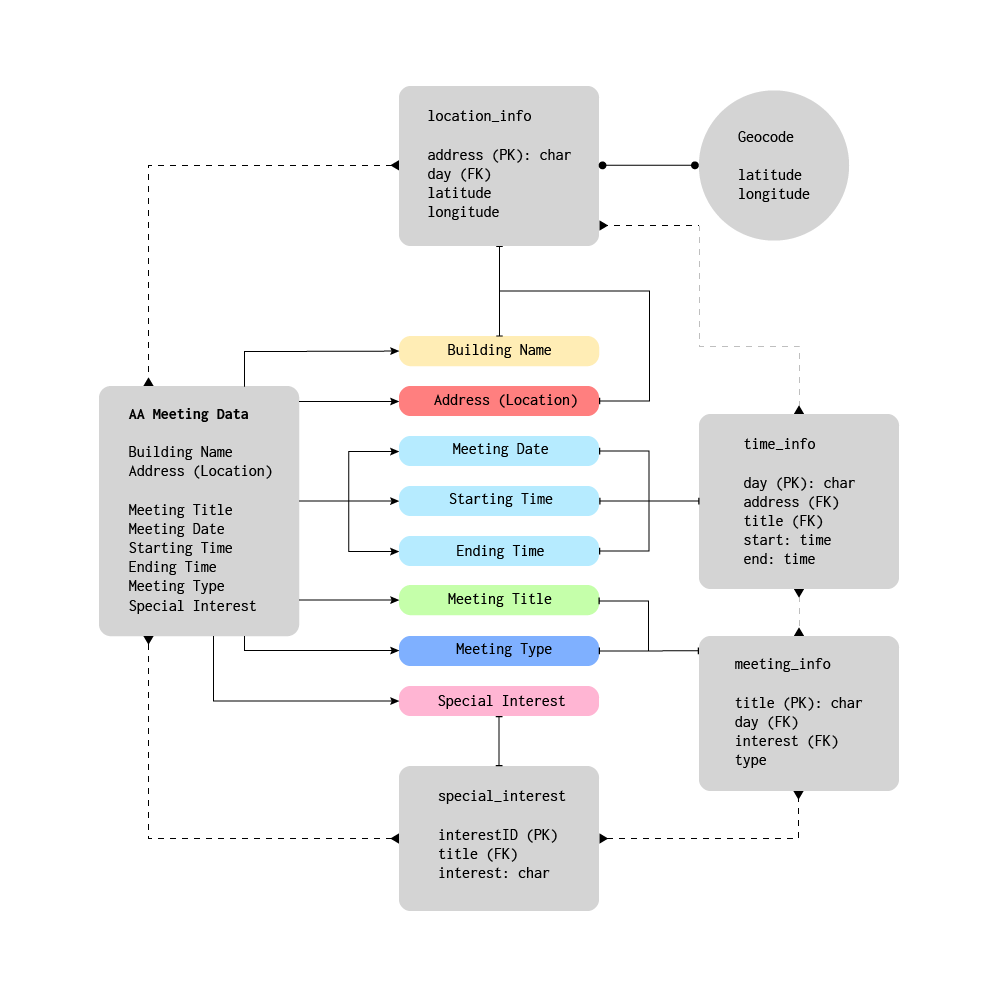 location_info
address (PK): char
day (FK)
latitude
longitude
Geocode
latitude
longitude
Building Name
Address (Location)
Meeting Date
Starting Time
Ending Time
Meeting Title
Meeting Type
Special Interest
AA Meeting Data
Building Name
Address (Location)
Meeting Title
Meeting Date
Starting Time
Ending Time
Meeting Type
Special Interest
time_info
day (PK): char
address (FK)
title (FK)
start: time
end: time
meeting_info
title (PK): char
day (FK)
interest (FK)
type
special_interest
interestID (PK)
title (FK)
interest: char